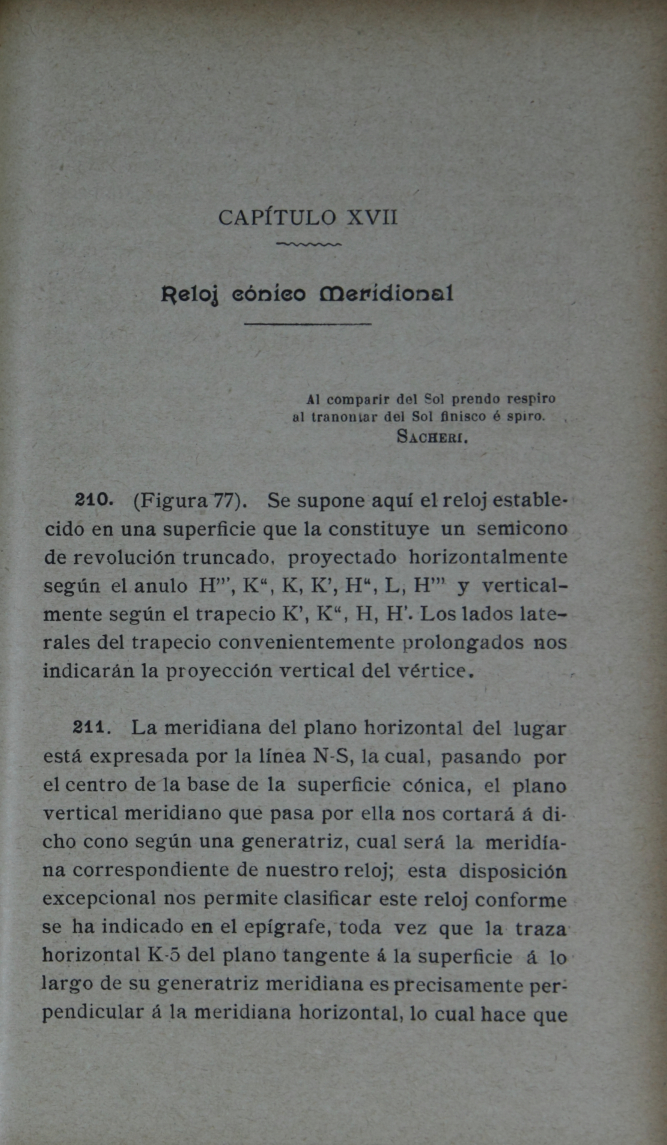 CAPÍTULO XVII
Reloj cónico Meridional
Al comparir del Sol prendo respiro
al tranontar del Sol finisco é spiro.
SACHERI.
210. (Figura 77). Se supone aquí el reloj estable-
cido en una superficie que la constituye un semicono
de revolución truncado, proyectado horizontalmente
según el anulo H”’, K“, K, K’, H“, L, H’” y vertical-
mente según el trapecio K’, K“, H, H’. Los lados late-
rales del trapecio convenientemente prolongados nos
indicarán la proyección vertical del vértice.
211. La meridiana del plano horizontal del lugar
está expresada por la línea N-S, la cual, pasando por
el centro de la base de la superficie cónica, el plano
vertical meridiano que pasa por ella nos cortará á di-
cho cono según una generatriz, cual será la meridía-
na correspondiente de nuestro reloj; esta disposición
excepcional nos permite clasificar este reloj conforme
se ha indicado en el epígrafe, toda vez que la traza
horizontal K-5 del plano tangente á la superficie á lo
largo de su generatriz meridiana es precisamente per-
pendicular á la meridiana horizontal, lo cual hace que